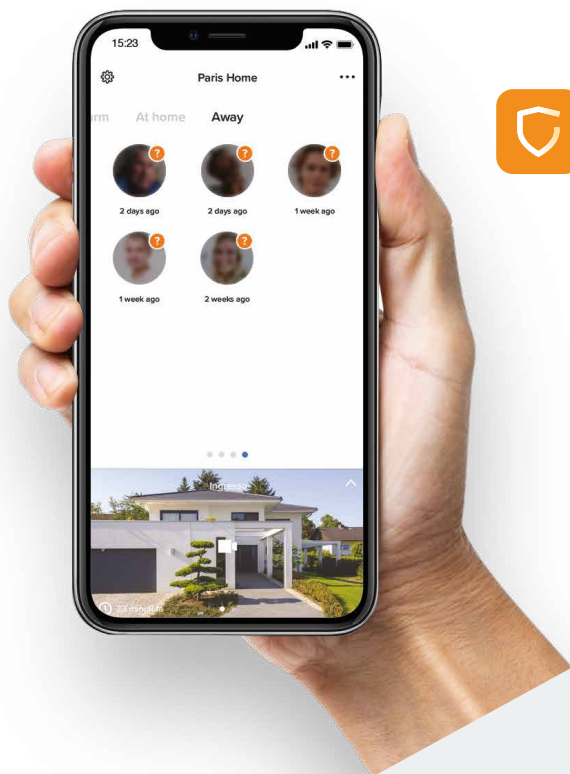 15:23
Paris Home
rm At home Away
? ? ?
2 days ago 2 days ago 1 week ago
? ?
1 week ago 2 weeks ago
Ingresso